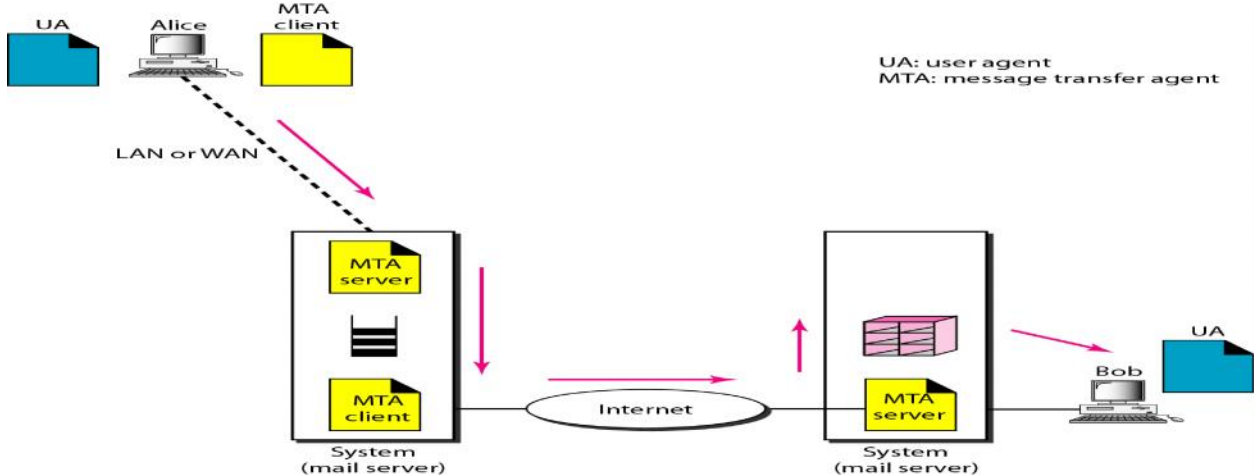 UA
Alice
MTA
client
UA: user agent
MTA: message transfer agent
LAN or WAN
MTA
server
MTA
client
System
(mail server)
Internet
MTA
server
System
(mail server)
Bob
UA